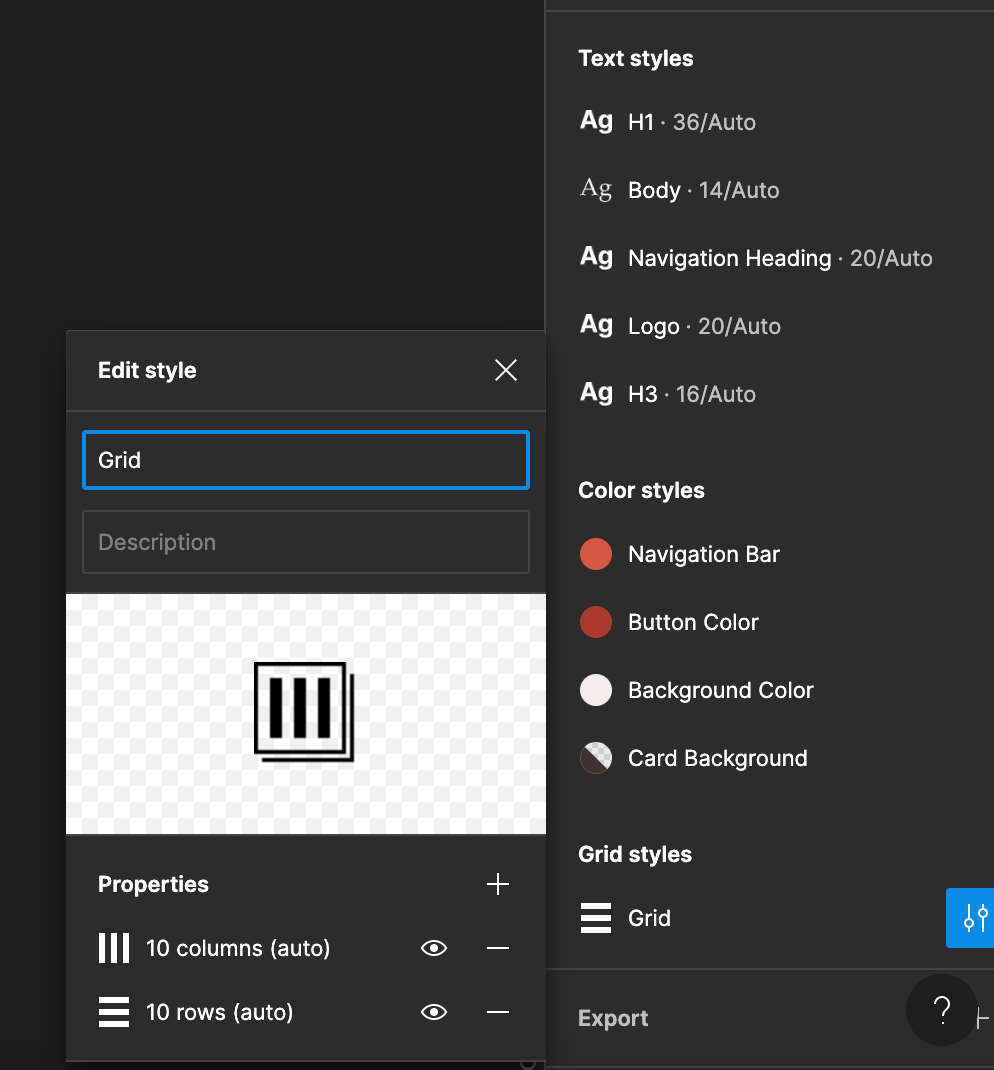 Text styles
Ag H1 · 36/Auto
Ag Body · 14/Auto
Ag Navigation Heading · 20/Auto
Ag Logo · 20/Auto
Ag H3 · 16/Auto
Color styles
Navigation Bar
Button Color
Background Color
Card Background
Grid styles
Grid
Export
?
Edit style
Grid
Description
Properties
10 columns (auto)
10 rows (auto)